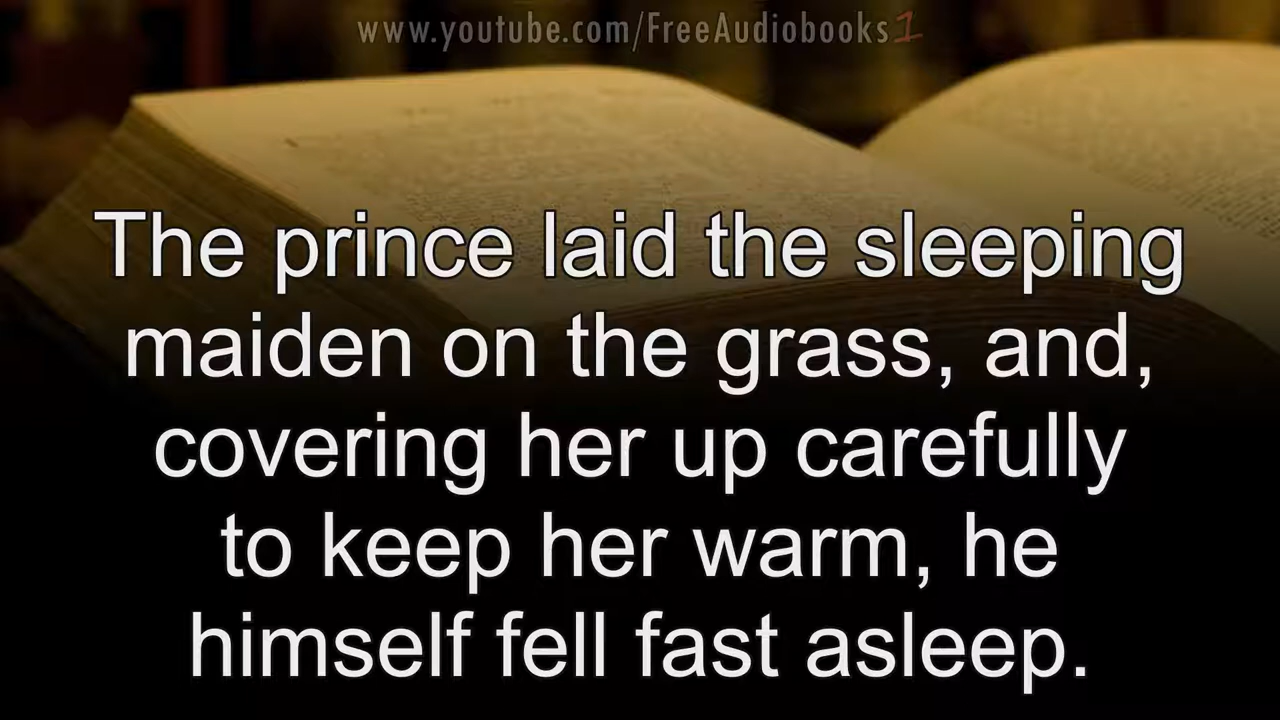 www.youtube.com/FreeAudiobooks1
The prince laid the sleeping
maiden on the grass, and,
covering her up carefully
to keep her warm, he
himself fell fast asleep.